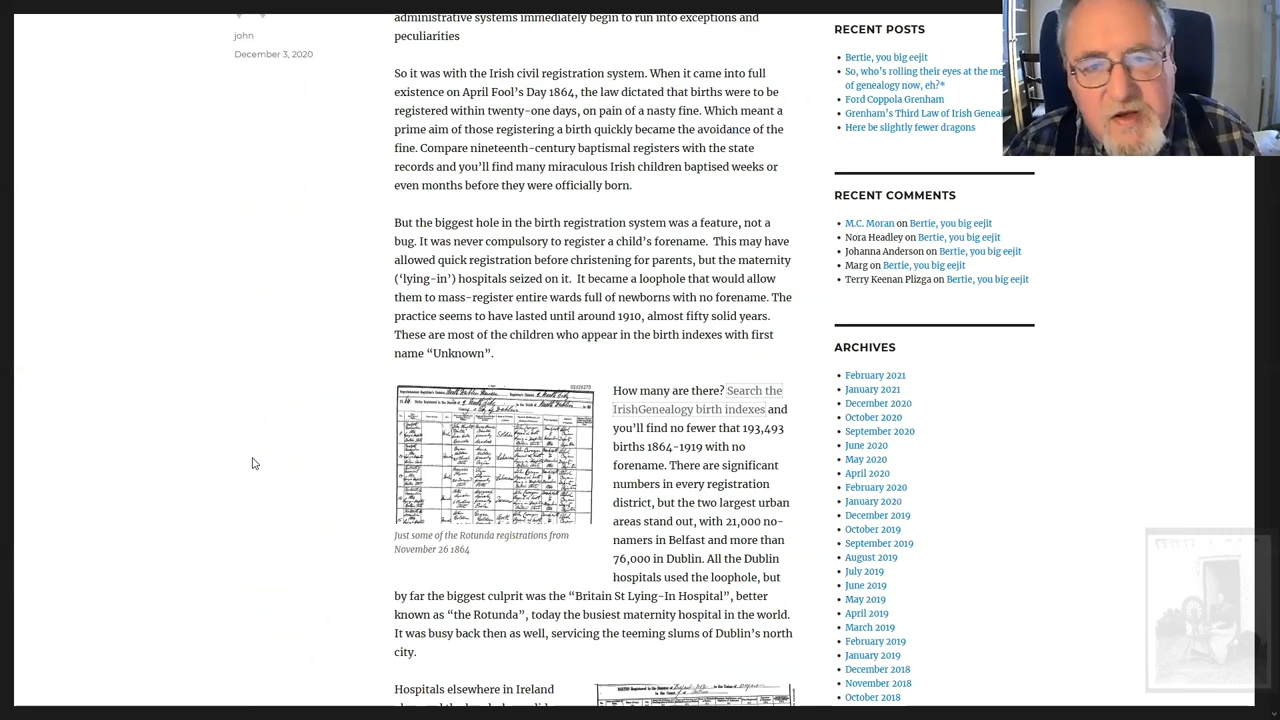 administrative systems immediately begin to run into exceptions and
peculiarities
john
December 3, 2020
So it was with the Irish civil registration system. When it came into full
existence on April Fool's Day 1864, the law dictated that births were to be
registered within twenty-one days, on pain of a nasty fine. Which meant a
prime aim of those registering a birth quickly became the avoidance of the
fine. Compare nineteenth-century baptismal registers with the state
records and you'll find many miraculous Irish children baptised weeks or
even months before they were officially born.
But the biggest hole in the birth registration system was a feature, not a
bug. It was never compulsory to register a child's forename.  This may have
allowed quick registration before christening for parents, but the maternity
('lying-in') hospitals seized on it.  It became a loophole that would allow
them to mass-register entire wards full of newborns with no forename. The
practice seems to have lasted until around 1910, almost fifty solid years.
These are most of the children who appear in the birth indexes with first
name "Unknown".
How many are there? Search the
IrishGenealogy birth indexes and
you'll find no fewer that 193,493
births 1864-1919 with no
forename. There are significant
numbers in every registration
district, but the two largest urban
areas stand out, with 21,000 no-
namers in Belfast and more than
76,000 in Dublin. All the Dublin
hospitals used the loophole, but
by far the biggest culprit was the "Britain St Lying-In Hospital", better
known as "the Rotunda", today the busiest maternity hospital in the world.
It was busy back then as well, servicing the teeming slums of Dublin's north
city.
Just some of the Rotunda registrations from
November 26 1864
Hospitals elsewhere in Ireland
RECENT POSTS
Bertie, you big eejit
So, who's rolling their eyes at the me
of genealogy now, eh?*
Ford Coppola Grenham
Grenham's Third Law of Irish Geneal
Here be slightly fewer dragons
RECENT COMMENTS
M.C. Moran on Bertie, you big eejit
Nora Headley on Bertie, you big eejit
Johanna Anderson on Bertie, you big eejit
Marg on Bertie, you big eejit
Terry Keenan Plizga on Bertie, you big eejit
ARCHIVES
February 2021
January 2021
December 2020
October 2020
September 2020
June 2020
May 2020
April 2020
February 2020
January 2020
December 2019
October 2019
September 2019
August 2019
July 2019
June 2019
May 2019
April 2019
March 2019
February 2019
January 2019
December 2018
November 2018
October 2018